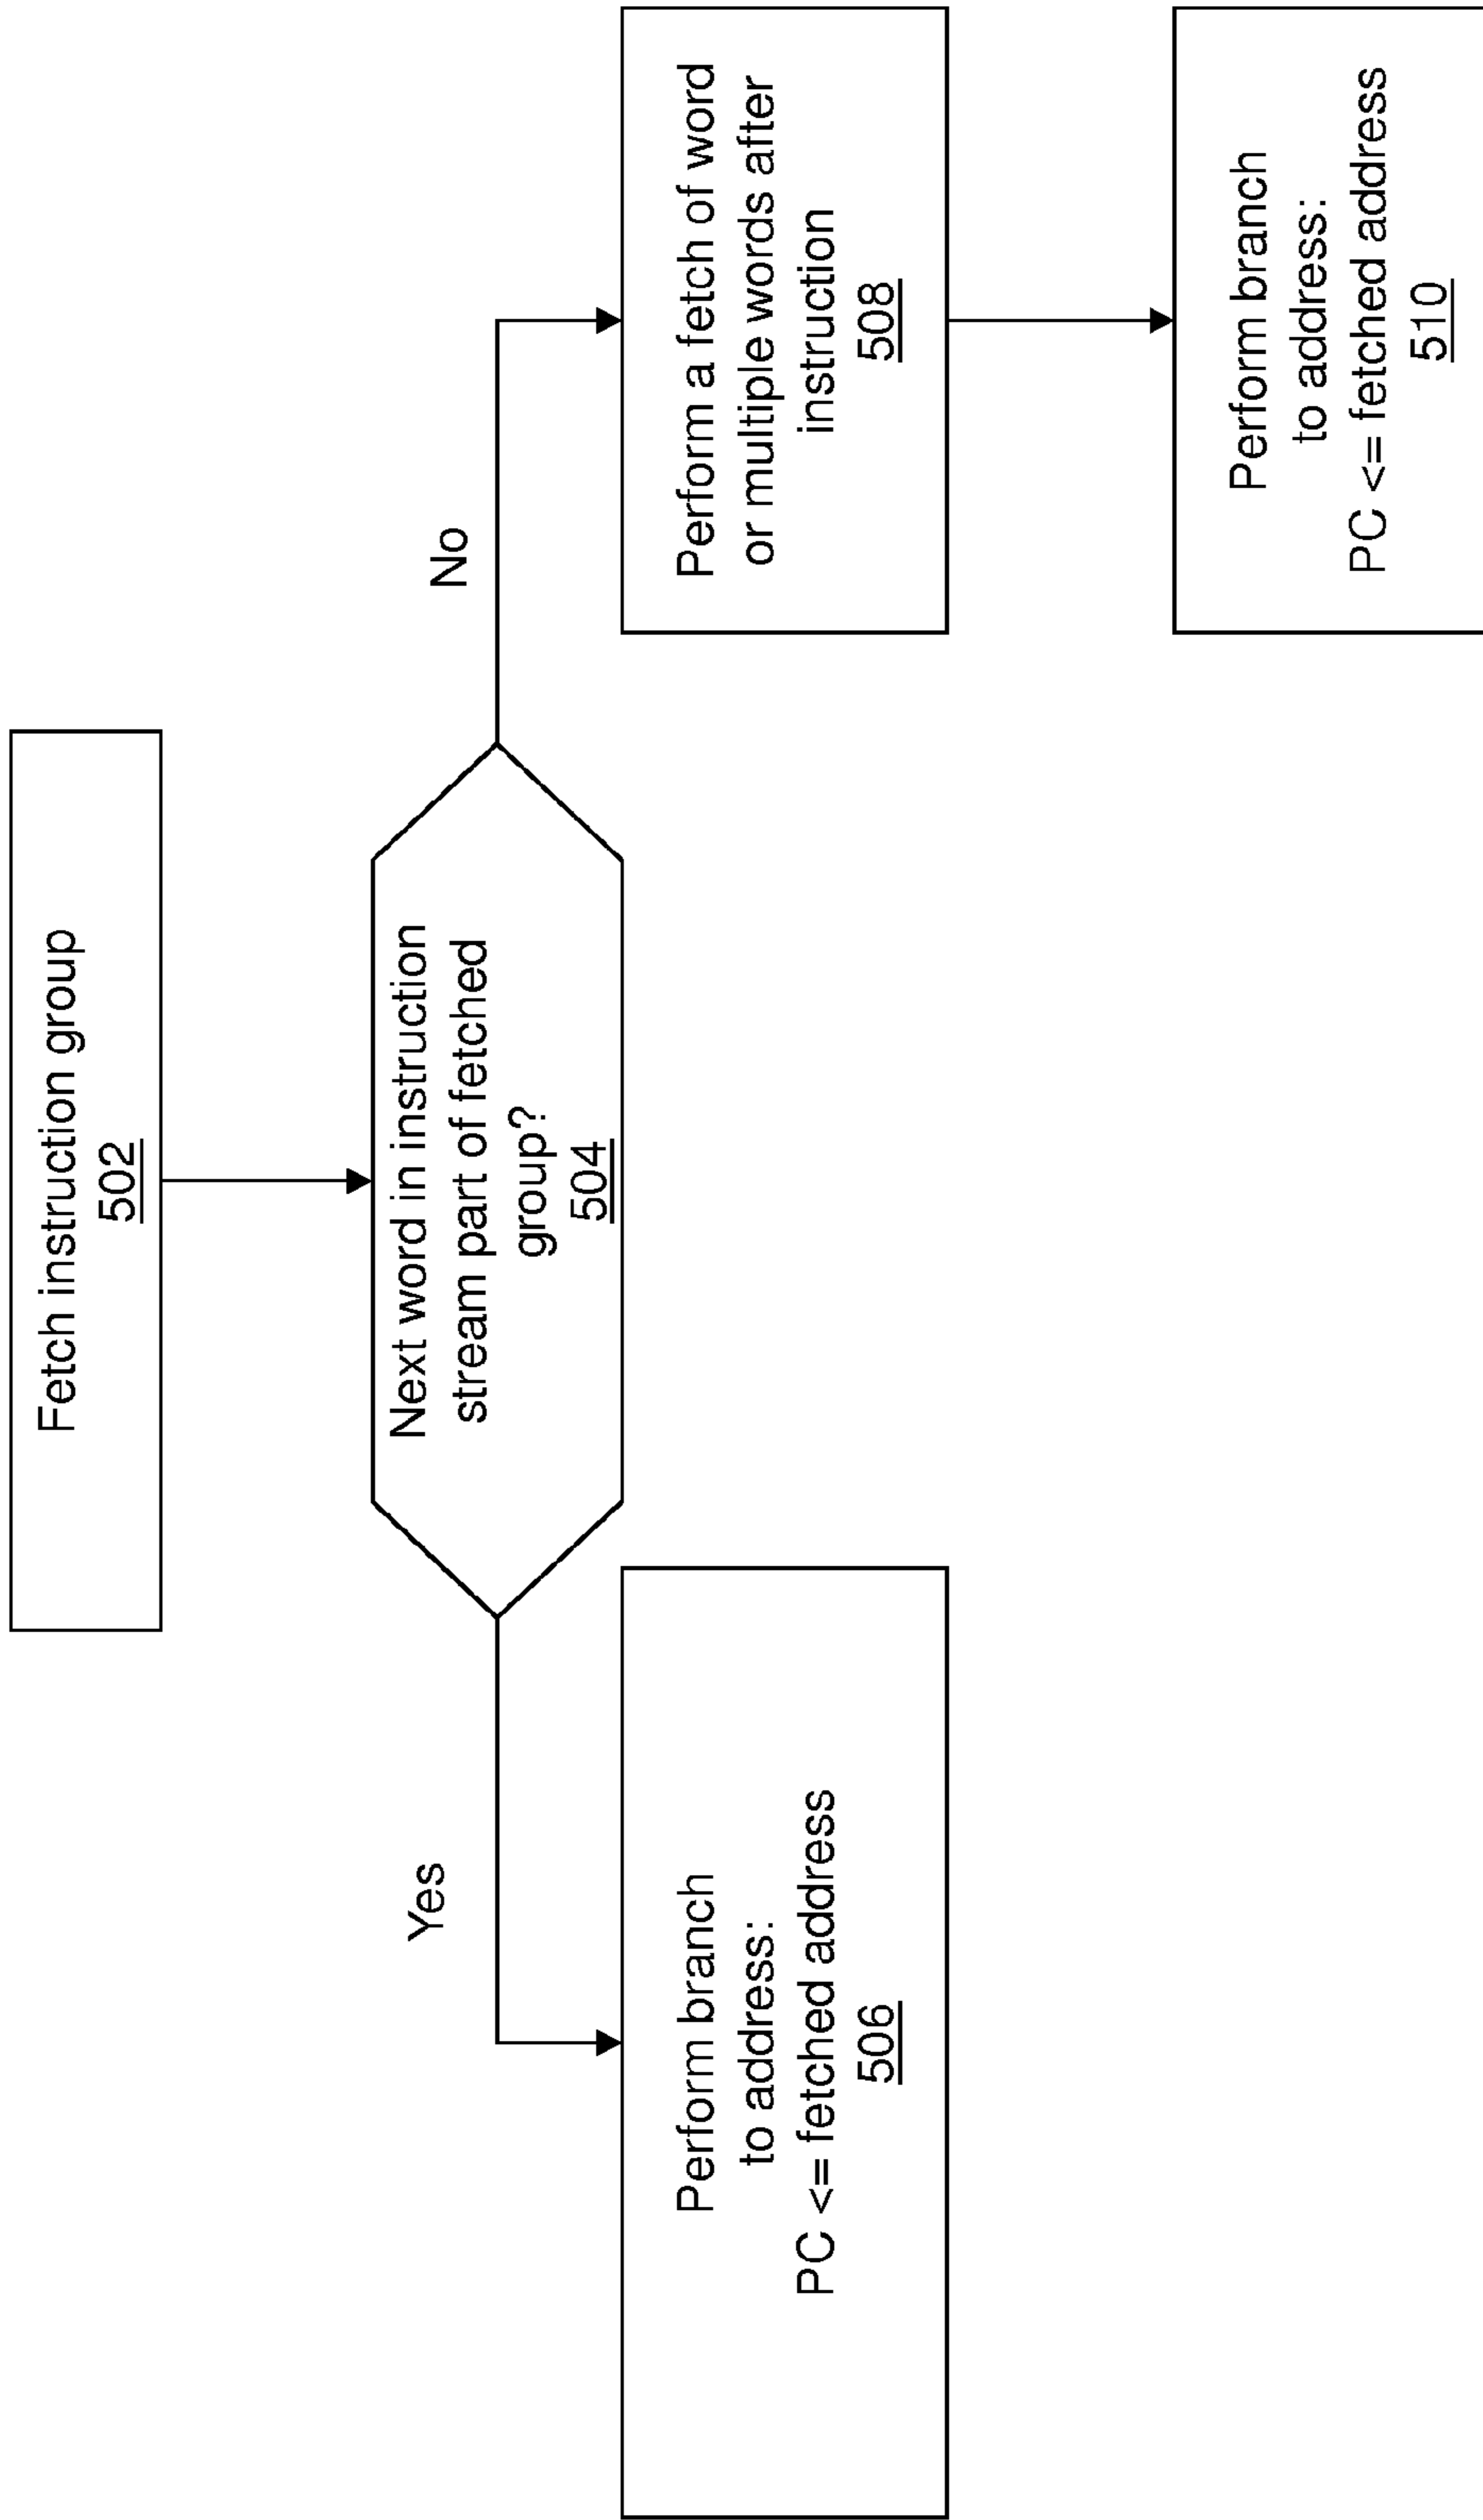 Fetch instruction group
502
Next word in instruction
stream part of fetched
group?
504
Yes
No
Perform branch
to address:
PC <= fetched address
506
Perform a fetch of word
or multiple words after
instruction
508
Perform branch
to address:
PC <= fetched address
510